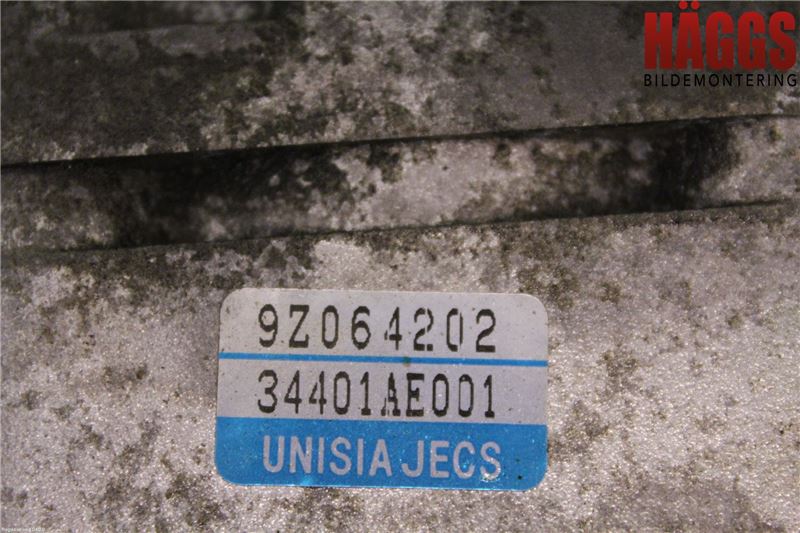 HÄGGS
BILDEMONTERING
9Z064202
34401AE001
UNISIA JECS